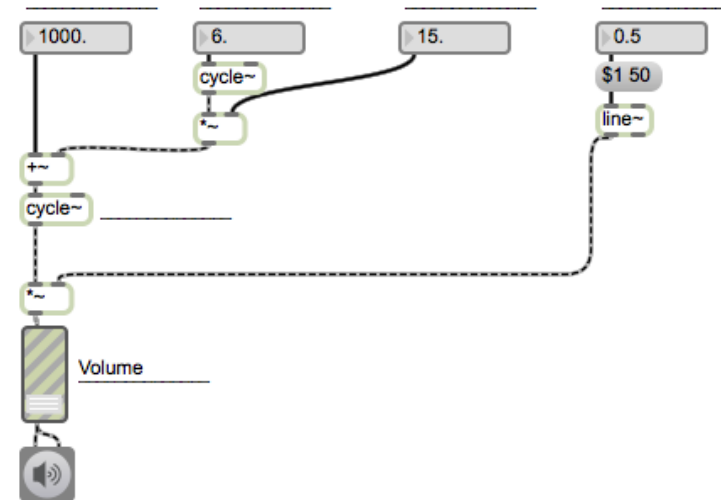 1000.
6.
15.
0.5
cycle~
$1 50
*~
line~
+~
cycle~
*~
Volume